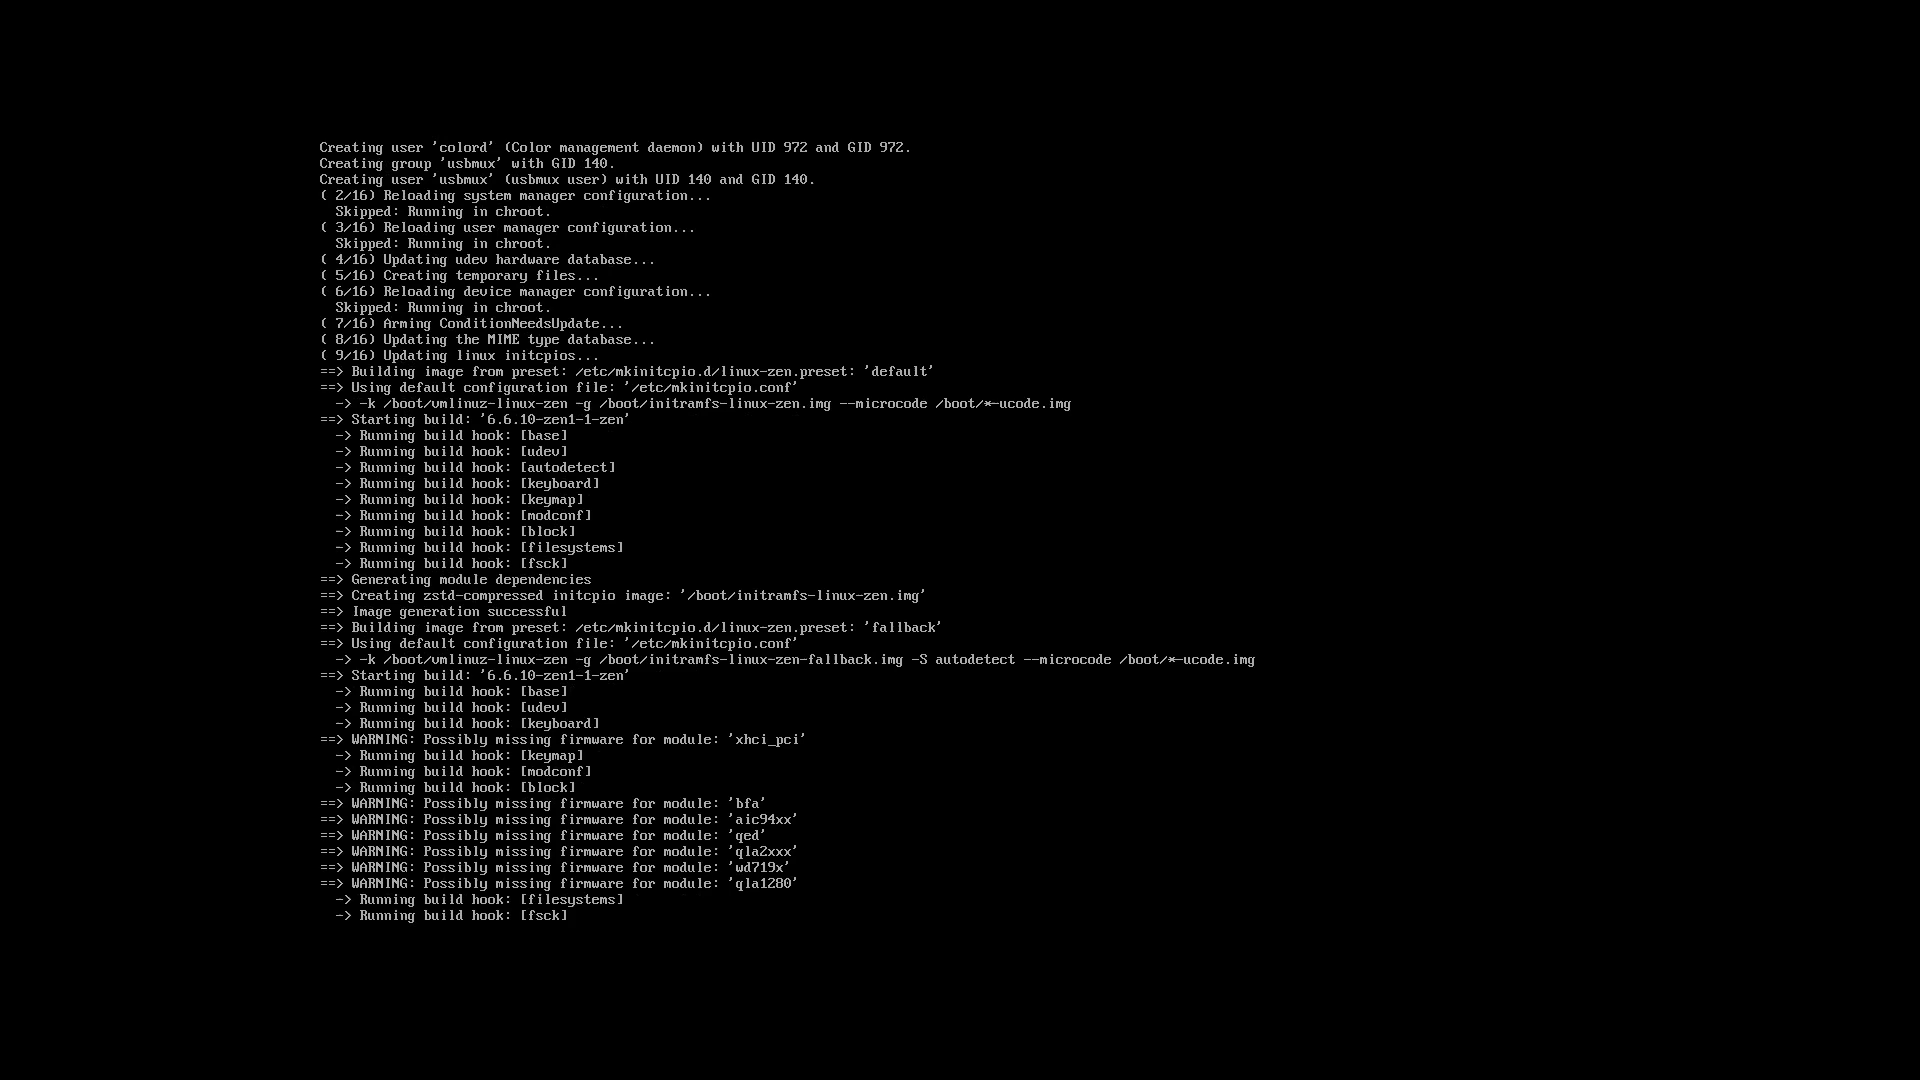 Creating user 'colord' (Color management daemon) with UID 972 and GID 972.
Creating group 'usbmux' with GID 140.
Creating user 'usbmux' (usbmux user) with UID 140 and GID 140.
( 2/16) Reloading system manager configuration...
  Skipped: Running in chroot.
( 3/16) Reloading user manager configuration...
  Skipped: Running in chroot.
( 4/16) Updating udev hardware database...
( 5/16) Creating temporary files...
( 6/16) Reloading device manager configuration...
  Skipped: Running in chroot.
( 7/16) Arming ConditionNeedsUpdate...
( 8/16) Updating the MIME type database...
( 9/16) Updating linux initcpios...
==> Building image from preset: /etc/mkinitcpio.d/linux-zen.preset: 'default'
==> Using default configuration file: '/etc/mkinitcpio.conf'
  -> -k /boot/vmlinuz-linux-zen -g /boot/initramfs-linux-zen.img --microcode /boot/*-ucode.img
==> Starting build: '6.6.10-zen1-1-zen'
  -> Running build hook: [base]
  -> Running build hook: [udev]
  -> Running build hook: [autodetect]
  -> Running build hook: [keyboard]
  -> Running build hook: [keymap]
  -> Running build hook: [modconf]
  -> Running build hook: [block]
  -> Running build hook: [filesystems]
  -> Running build hook: [fsck]
==> Generating module dependencies
==> Creating zstd-compressed initcpio image: '/boot/initramfs-linux-zen.img'
==> Image generation successful
==> Building image from preset: /etc/mkinitcpio.d/linux-zen.preset: 'fallback'
==> Using default configuration file: '/etc/mkinitcpio.conf'
  -> -k /boot/vmlinuz-linux-zen -g /boot/initramfs-linux-zen-fallback.img -S autodetect --microcode /boot/*-ucode.img
==> Starting build: '6.6.10-zen1-1-zen'
  -> Running build hook: [base]
  -> Running build hook: [udev]
  -> Running build hook: [keyboard]
==> WARNING: Possibly missing firmware for module: 'xhci_pci'
  -> Running build hook: [keymap]
  -> Running build hook: [modconf]
  -> Running build hook: [block]
==> WARNING: Possibly missing firmware for module: 'bfa'
==> WARNING: Possibly missing firmware for module: 'aic94xx'
==> WARNING: Possibly missing firmware for module: 'qed'
==> WARNING: Possibly missing firmware for module: 'qla2xxx'
==> WARNING: Possibly missing firmware for module: 'wd719x'
==> WARNING: Possibly missing firmware for module: 'qla1280'
  -> Running build hook: [filesystems]
  -> Running build hook: [fsck]